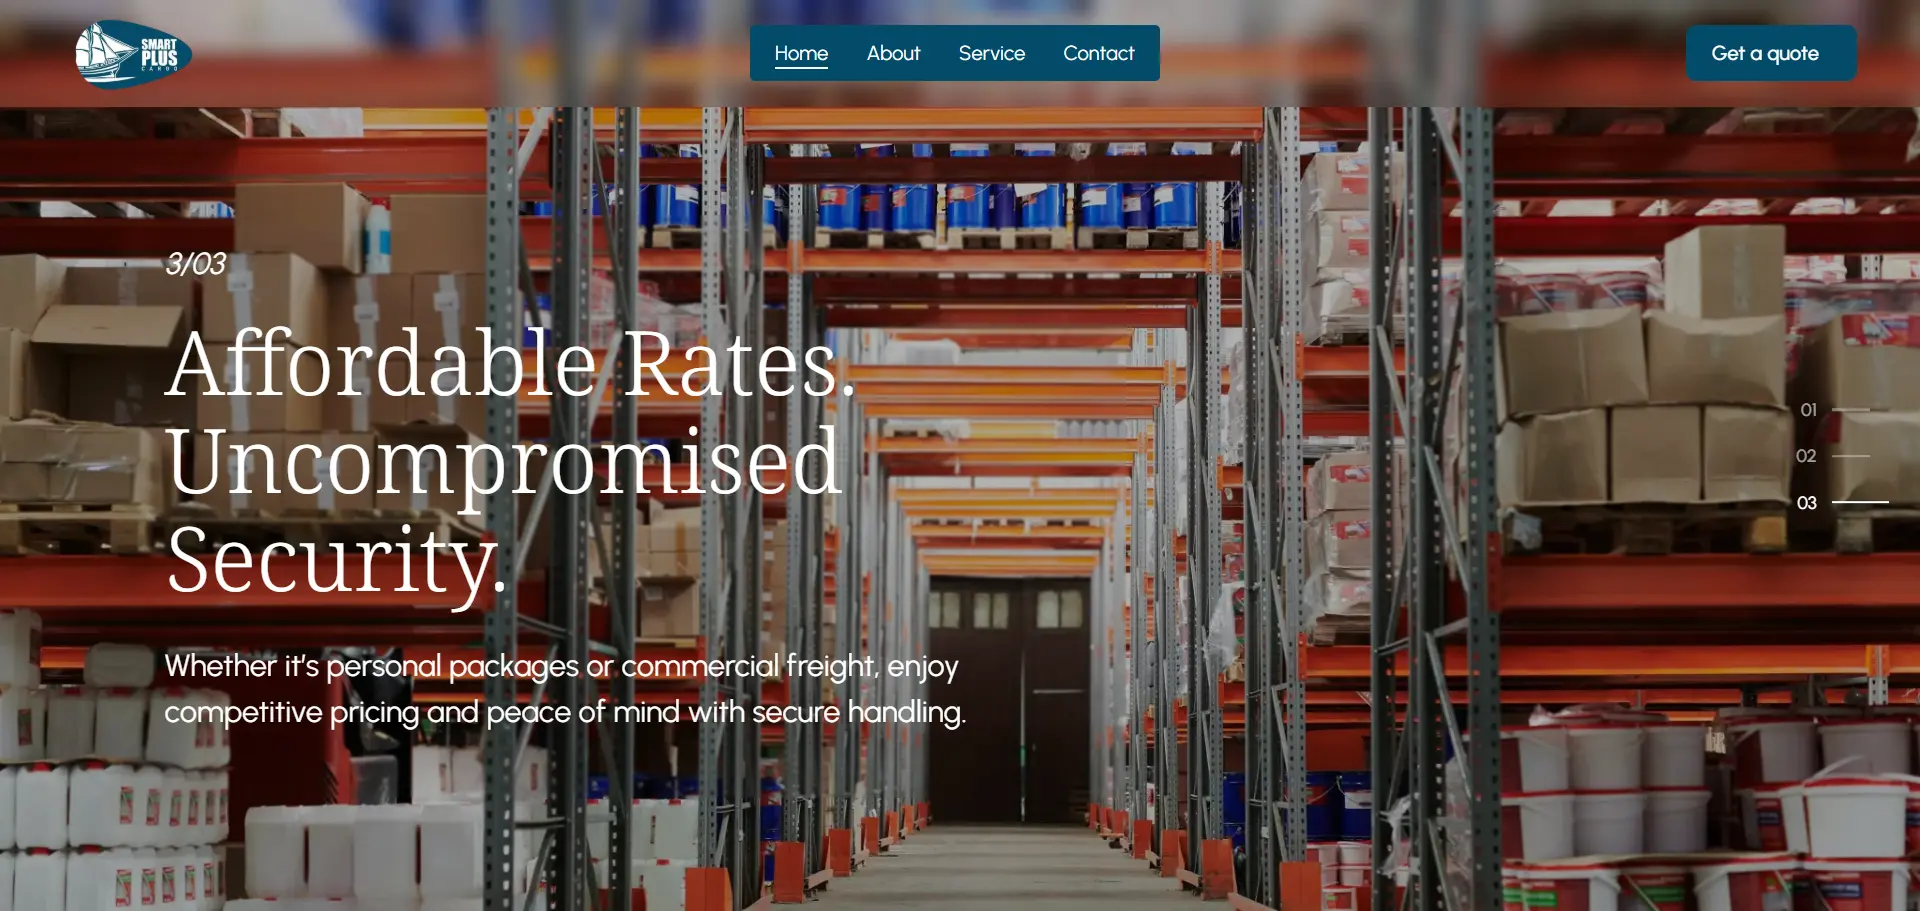 SMART
PLUS
CARGO
Home About Service Contact
Get a quote
3/03
Affordable Rates.
Uncompromised
Security.
01
02
03
Whether it's personal packages or commercial freight, enjoy
competitive pricing and peace of mind with secure handling.